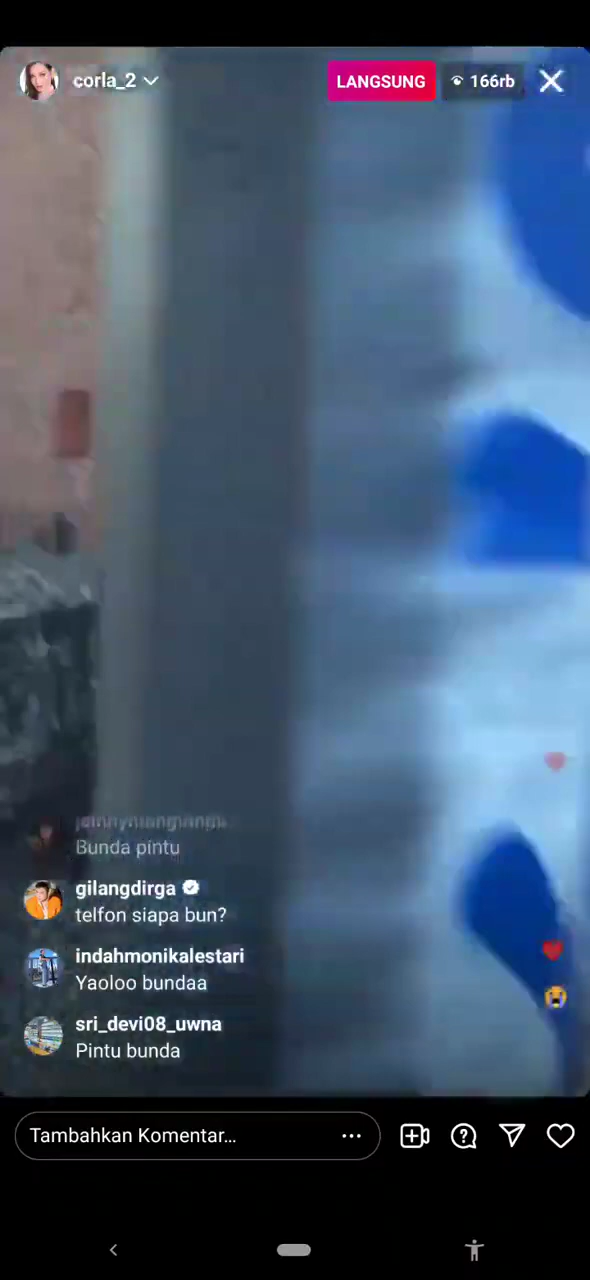 corla_2
LANGSUNG
166rb
Bunda pintu
gilangdirga
telfon siapa bun?
indahmonikalestari
Yaoloo bundaa
sri_devi08_uwna
Pintu bunda
Tambahkan Komentar...